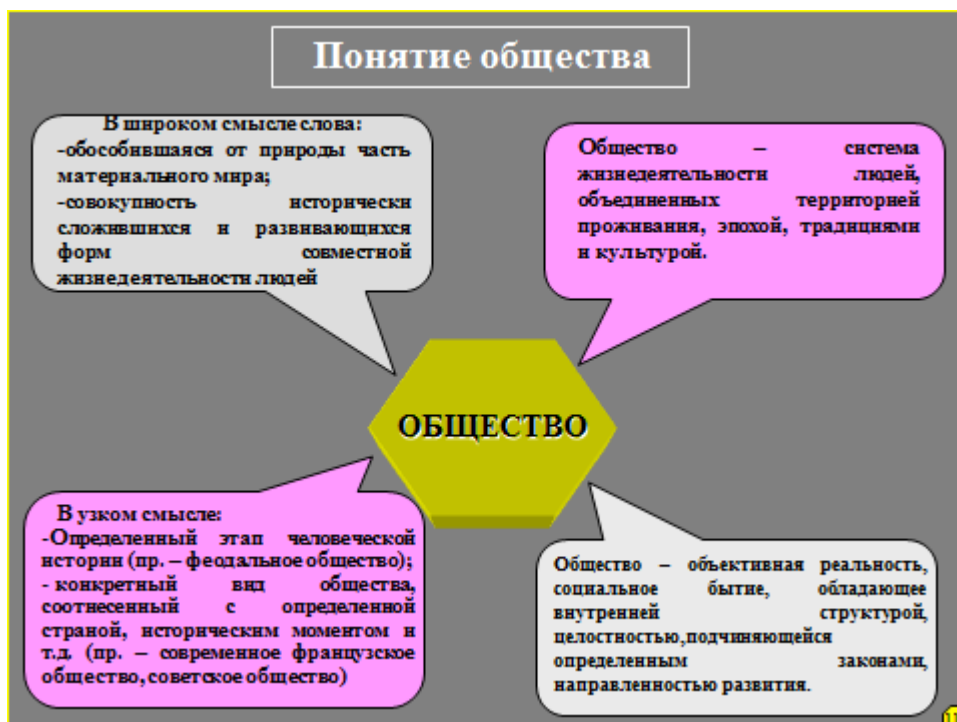 Понятие общества
В широком смысле слова:
-обособившаяся от природы часть
материального мира;
-совокупность исторически
сложившихся и развивающихся
форм совместной
жизнедеятельности людей
Общество – система
жизнедеятельности людей,
объединенных территорией
проживания, эпохой, традициями
и культурой.
ОБЩЕСТВО
В узком смысле:
-Определенный этап человеческой
истории (пр. – феодальное общество);
- конкретный вид общества,
соотнесенный с определенной
страной, историческим моментом и
т.д. (пр. – современное французское
общество, советское общество)
Общество – объективная реальность,
социальное бытие, обладающее
внутренней структурой,
целостностью,подчиняющейся
определенным законами,
направленностью развития.
11